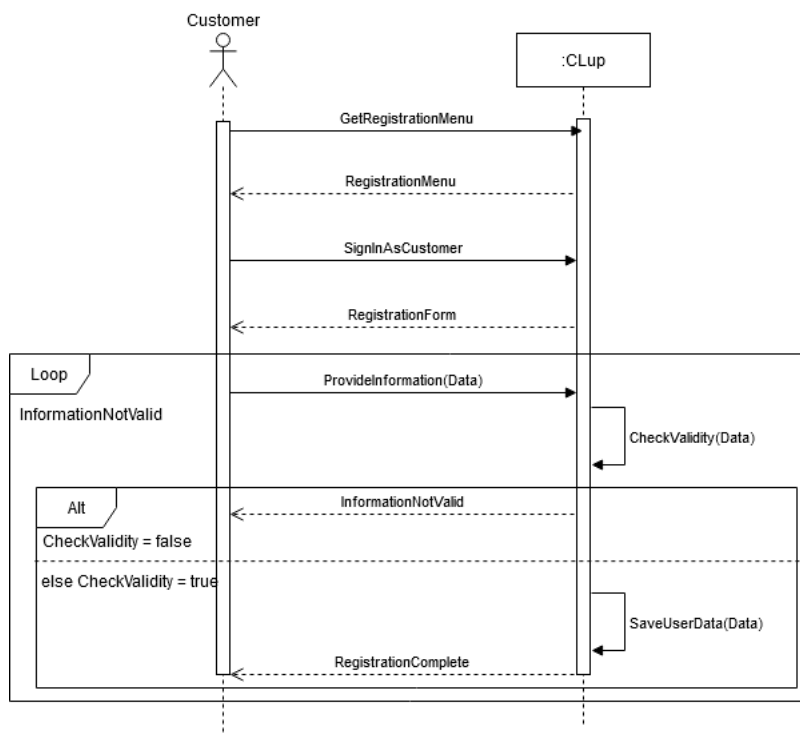 Customer
:CLup
GetRegistrationMenu
RegistrationMenu
SignInAsCustomer
RegistrationForm
Loop
ProvideInformation(Data)
InformationNotValid
CheckValidity(Data)
Alt
InformationNotValid
CheckValidity = false
else CheckValidity = true
SaveUserData(Data)
RegistrationComplete